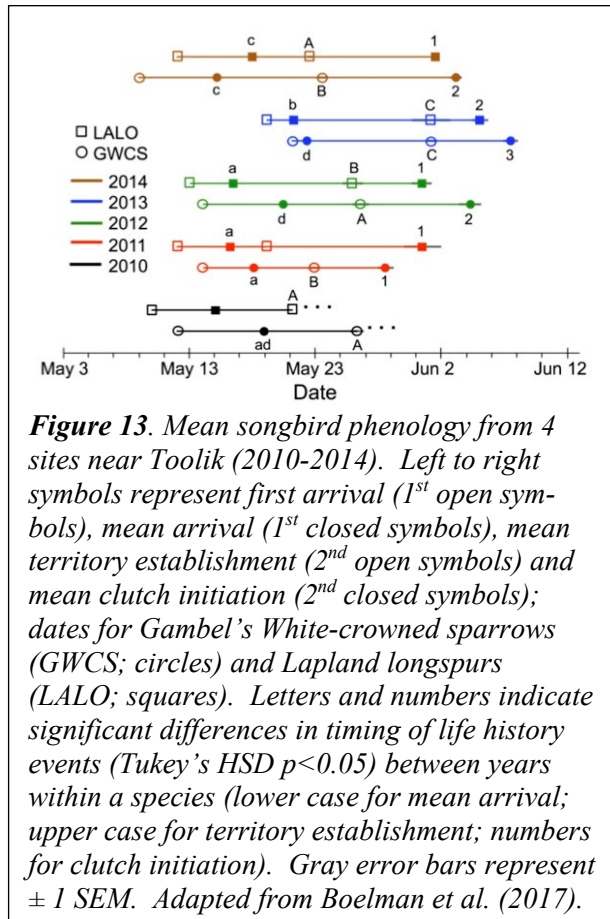 c A 1
c B 2
b C 2
LALO
GWCS d C 3
2014 a B 1
2013
2012 d A 2
2011 a 1
2010 a B 1
A
ad A
May 3 May 13 May 23 Jun 2 Jun 12
Date
Figure 13. Mean songbird phenology from 4
sites near Toolik (2010-2014). Left to right
symbols represent first arrival (1st open sym-
bols), mean arrival (1st closed symbols), mean
territory establishment (2nd open symbols) and
mean clutch initiation (2nd closed symbols);
dates for Gambel's White-crowned sparrows
(GWCS; circles) and Lapland longspurs
(LALO; squares). Letters and numbers indicate
significant differences in timing of life history
events (Tukey's HSD p<0.05) between years
within a species (lower case for mean arrival;
upper case for territory establishment; numbers
for clutch initiation). Gray error bars represent
± 1 SEM. Adapted from Boelman et al. (2017).